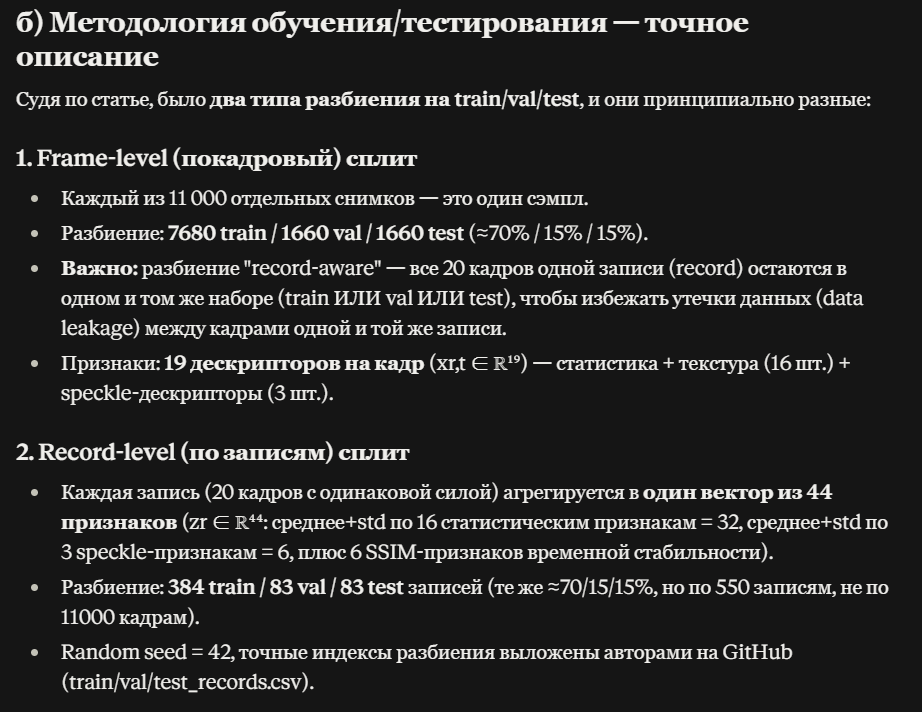 б) Методология обучения/тестирования — точное
описание
Судя по статье, было два типа разбиения на train/val/test, и они принципиально разные:
1. Frame-level (покадровый) сплит
• Каждый из 11 000 отдельных снимков — это один сэмпл.
• Разбиение: 7680 train / 1660 val / 1660 test (≈70% / 15% / 15%).
• Важно: разбиение "record-aware" — все 20 кадров одной записи (record) остаются в
одном и том же наборе (train ИЛИ val ИЛИ test), чтобы избежать утечки данных (data
leakage) между кадрами одной и той же записи.
• Признаки: 19 дескрипторов на кадр (xr,t ∈ ℝ¹⁹) — статистика + текстура (16 шт.) +
speckle-дескрипторы (3 шт.).
2. Record-level (по записям) сплит
• Каждая запись (20 кадров с одинаковой силой) агрегируется в один вектор из 44
признаков (zr ∈ ℝ⁴⁴: среднее+std по 16 статистическим признакам = 32, среднее+std по
3 speckle-признакам = 6, плюс 6 SSIM-признаков временной стабильности).
• Разбиение: 384 train / 83 val / 83 test записей (те же ≈70/15/15%, но по 550 записям, не по
11000 кадрам).
• Random seed = 42, точные индексы разбиения выложены авторами на GitHub
(train/val/test_records.csv).